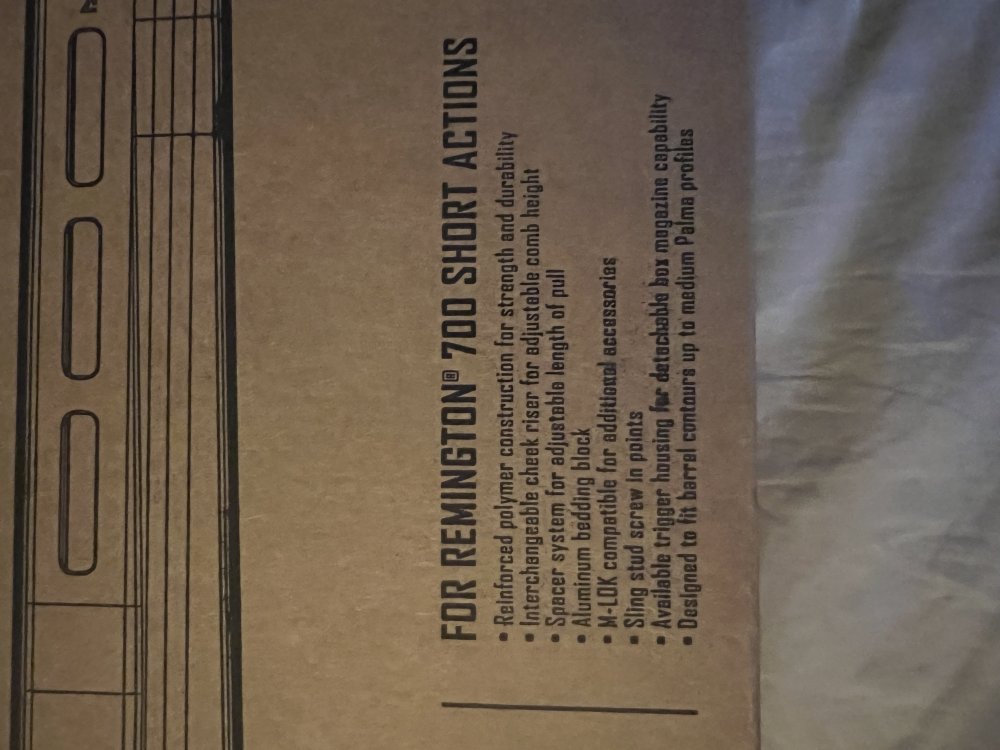 FOR REMINGTON® 700 SHORT ACTIONS
• Reinforced polymer construction for strength and durability
• Interchangeable cheek riser for adjustable comb height
• Spacer system for adjustable length of pull
• Aluminum bedding block
• M-LOK compatible for additional accessories
• Sling stud screw in points
• Available trigger housing for detachable box magazine capability
• Designed to fit barrel contours up to medium Palma profiles